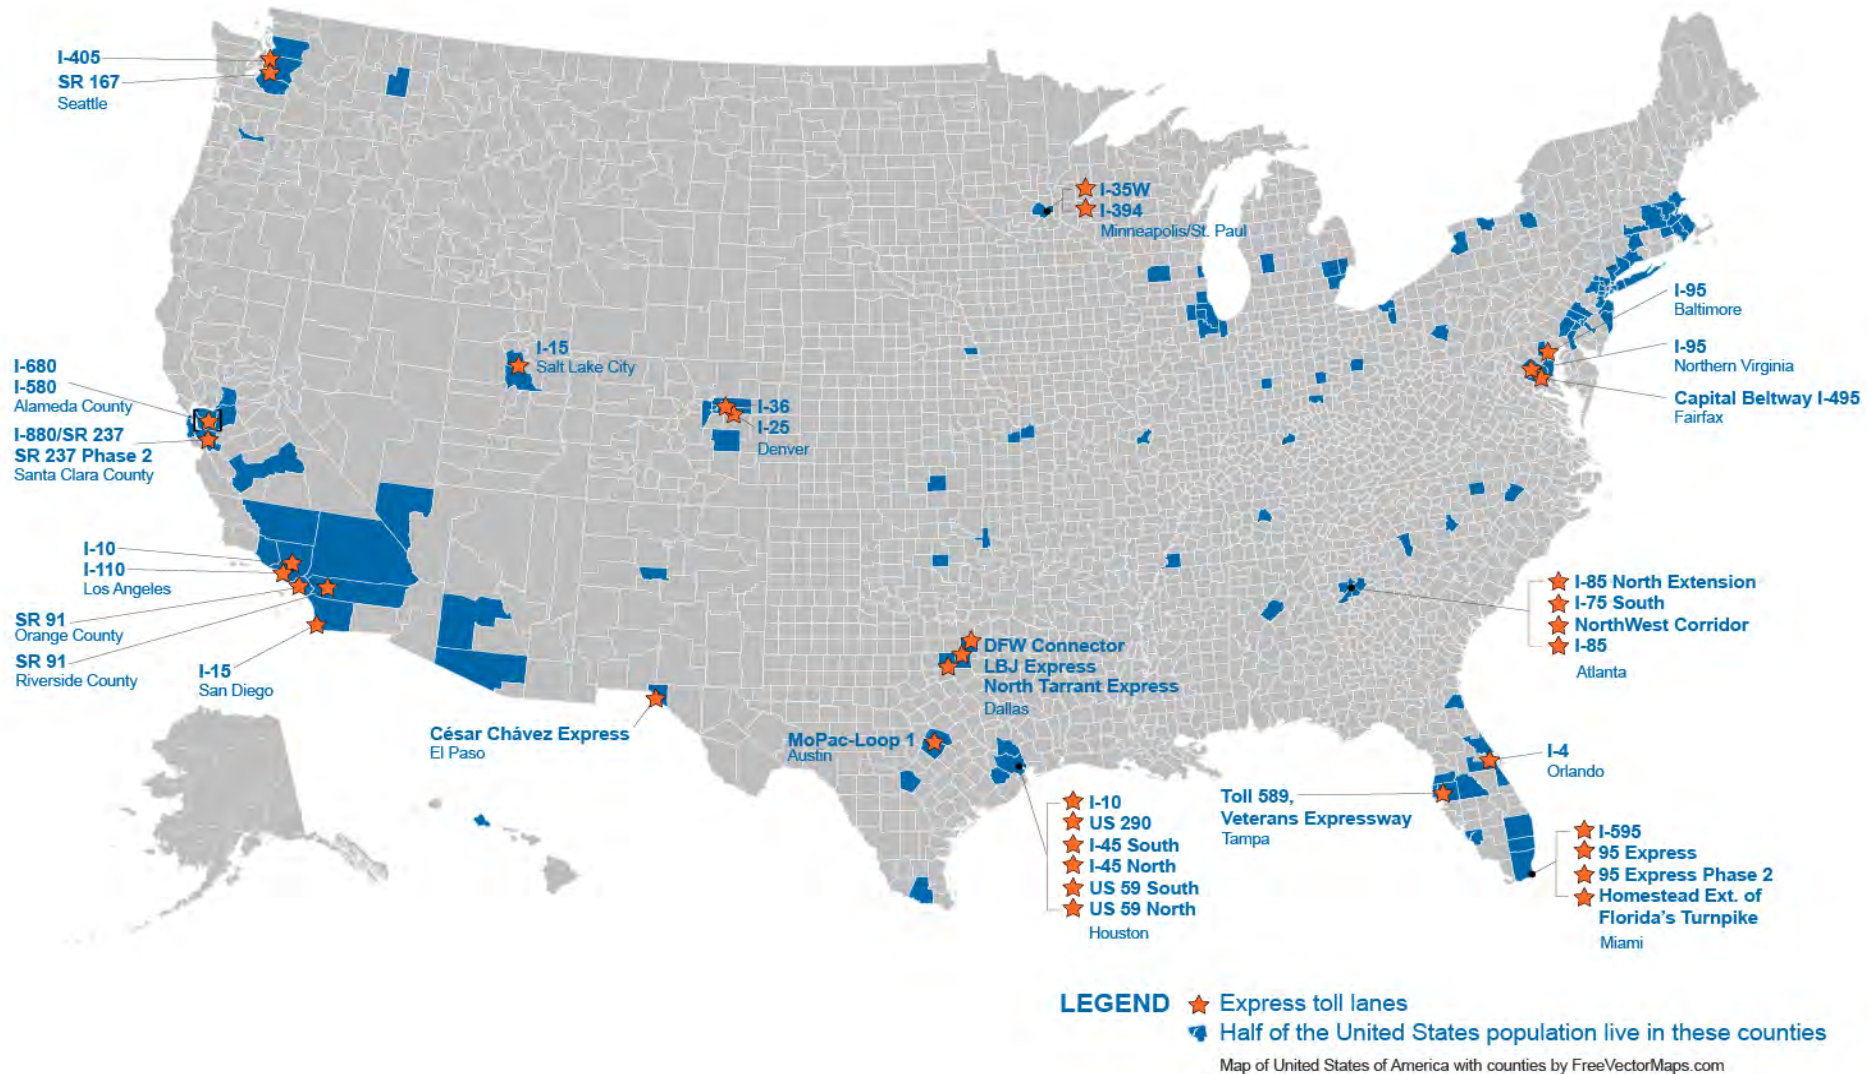 I-405
SR 167
Seattle
I-35W
I-394
Minneapolis/St. Paul
I-95
Baltimore
I-95
Northern Virginia
Capital Beltway I-495
Fairfax
I-15
Salt Lake City
I-680
I-580
Alameda County
I-880/SR 237
SR 237 Phase 2
Santa Clara County
I-36
I-25
Denver
I-10
I-110
Los Angeles
SR 91
Orange County
SR 91
Riverside County
I-15
San Diego
I-85 North Extension
I-75 South
NorthWest Corridor
I-85
Atlanta
DFW Connector
LBJ Express
North Tarrant Express
Dallas
César Chávez Express
El Paso
MoPac-Loop 1
Austin
I-4
Orlando
Toll 589,
Veterans Expressway
Tampa
I-10
US 290
I-45 South
I-45 North
US 59 South
US 59 North
Houston
I-595
95 Express
95 Express Phase 2
Homestead Ext. of
Florida's Turnpike
Miami
LEGEND
Express toll lanes
Half of the United States population live in these counties
Map of United States of America with counties by FreeVectorMaps.com